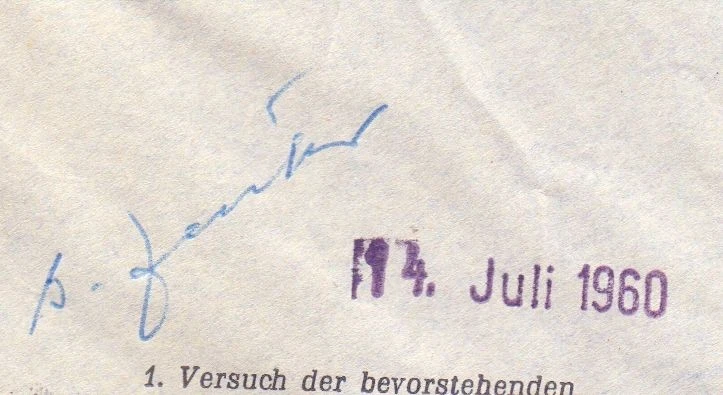 14. Juli 1960
1. Versuch der bevorstehenden